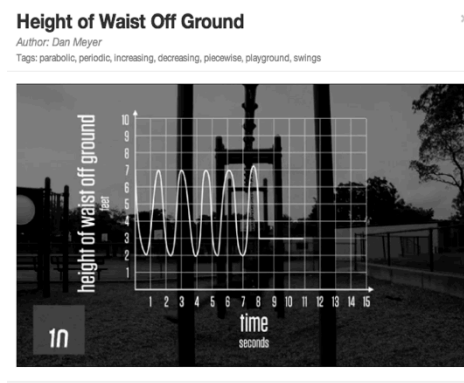 Height of Waist Off Ground
Author: Dan Meyer
Tags: parabolic, periodic, increasing, decreasing, piecewise, playground, swings
height of waist off ground
feet
10
9
8
7
6
5
4
3
2
1
1 2 3 4 5 6 7 8 9 10 11 12 13 14 15
time
seconds
10